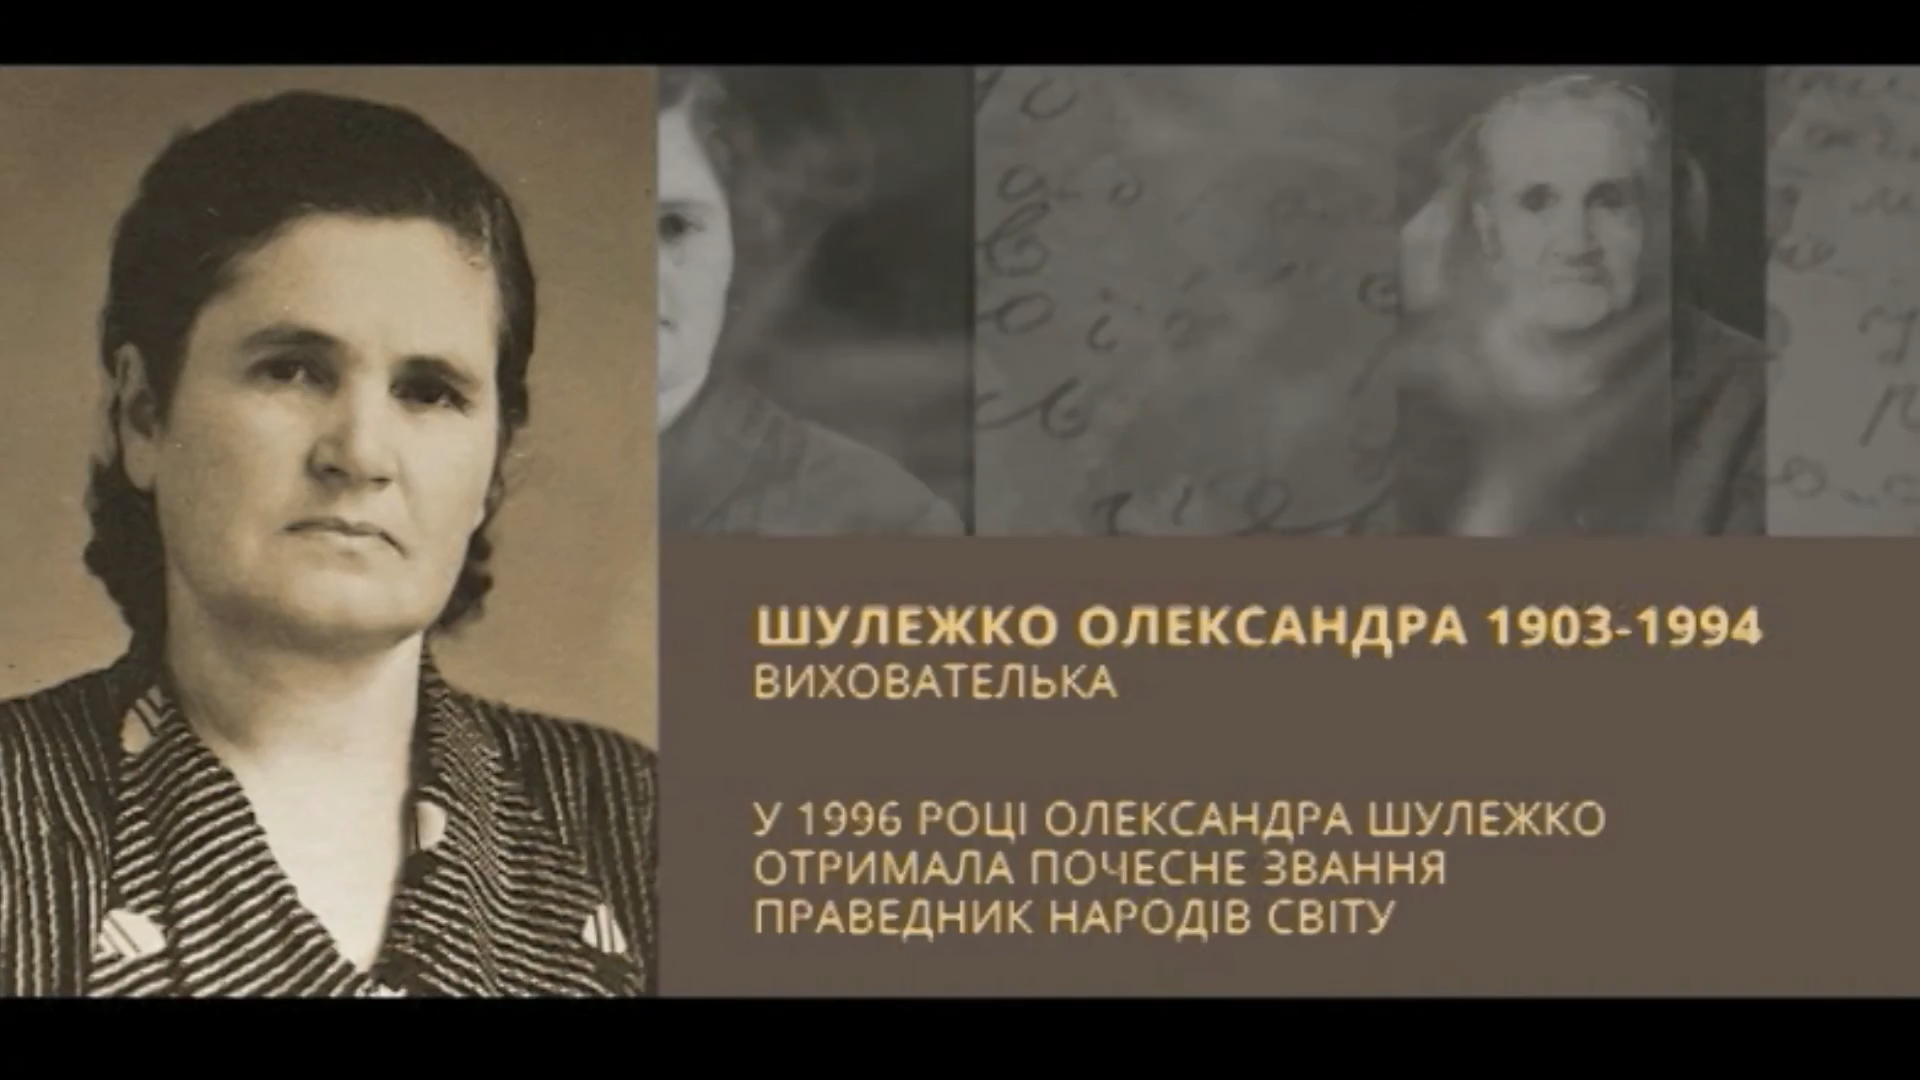 ШУЛЕЖКО ОЛЕКСАНДРА 1903-1994
ВИХОВАТЕЛЬКА
У 1996 РОЦІ ОЛЕКСАНДРА ШУЛЕЖКО
ОТРИМАЛА ПОЧЕСНЕ ЗВАННЯ
ПРАВЕДНИК НАРОДІВ СВІТУ